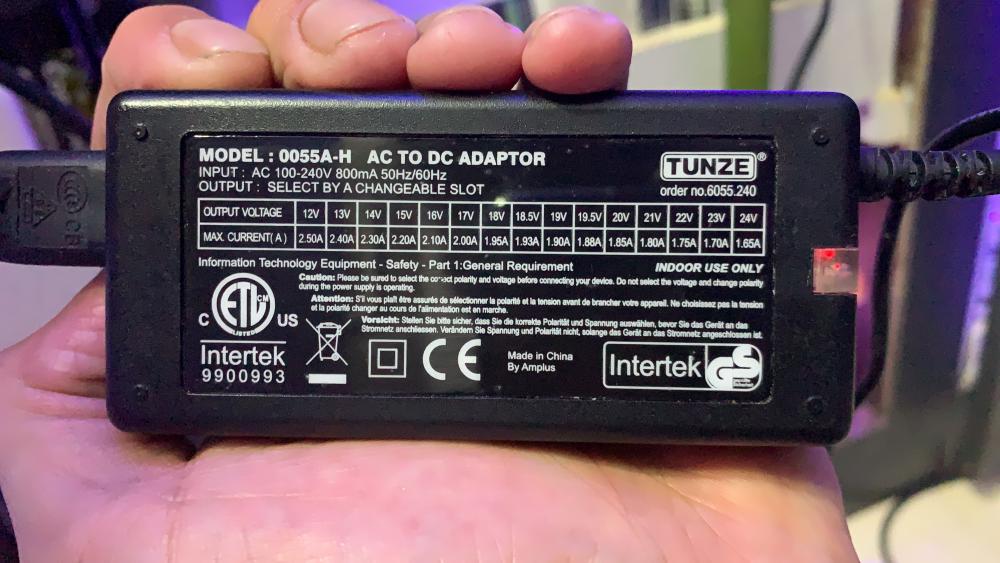 MODEL : 0055A-H AC TO DC ADAPTOR
INPUT : AC 100-240V 800mA 50Hz/60Hz
OUTPUT : SELECT BY A CHANGEABLE SLOT
TUNZE®
order no.6055.240
OUTPUT VOLTAGE 12V 13V 14V 15V 16V 17V 18V 18.5V 19V 19.5V 20V 21V 22V 23V 24V
MAX. CURRENT( A ) 2.50A 2.40A 2.30A 2.20A 2.10A 2.00A 1.95A 1.93A 1.90A 1.88A 1.85A 1.80A 1.75A 1.70A 1.65A
Information Technology Equipment - Safety - Part 1:General Requirement
INDOOR USE ONLY
Caution: Please be sured to select the correct polarity and voltage before connecting your device. Do not select the voltage and change polarity
during the power supply is operating.
Attention: S'il vous plaît être assurés de sélectionner la polarité et la tension avant de brancher votre appareil. Ne choisissez pas la tension
et la polarité changer au cours de l'alimentation est en marche.
Vorsicht: Stellen Sie bitte sicher, dass Sie die korrekte Polarität und Spannung auswählen, bevor Sie das Gerät an das
Stromnetz anschliessen. Verändern Sie Spannung und Polarität nicht, solange das Gerät am Stromnetz angeschlossen ist.
C ETL CM US
LISTED
Intertek
9900993
CE
Made in China
By Amplus
Intertek GS